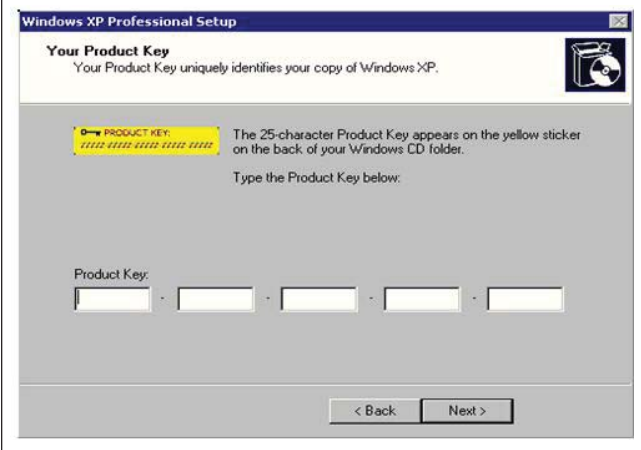 Windows XP Professional Setup
Your Product Key
Your Product Key uniquely identifies your copy of Windows XP.
PRODUCT KEY:
The 25-character Product Key appears on the yellow sticker
on the back of your Windows CD folder.
Type the Product Key below:
Product Key:
- - - -
< Back Next >